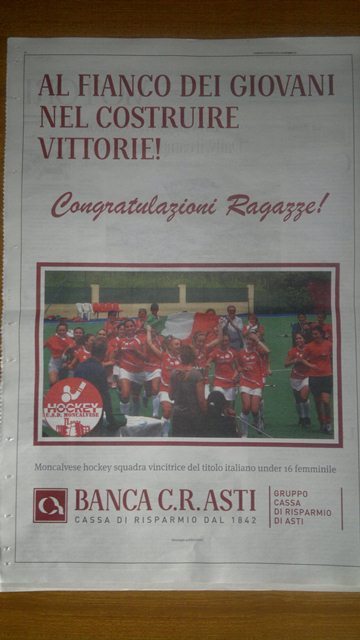 AL FIANCO DEI GIOVANI
NEL COSTRUIRE
VITTORIE!
Congratulazioni Ragazze!
HOCKEY
MONCALVESE
Moncalvese hockey squadra vincitrice del titolo italiano under 16 femminile
BANCA C.R. ASTI
CASSA DI RISPARMIO DAL 1842
GRUPPO
CASSA
DI RISPARMIO
DI ASTI